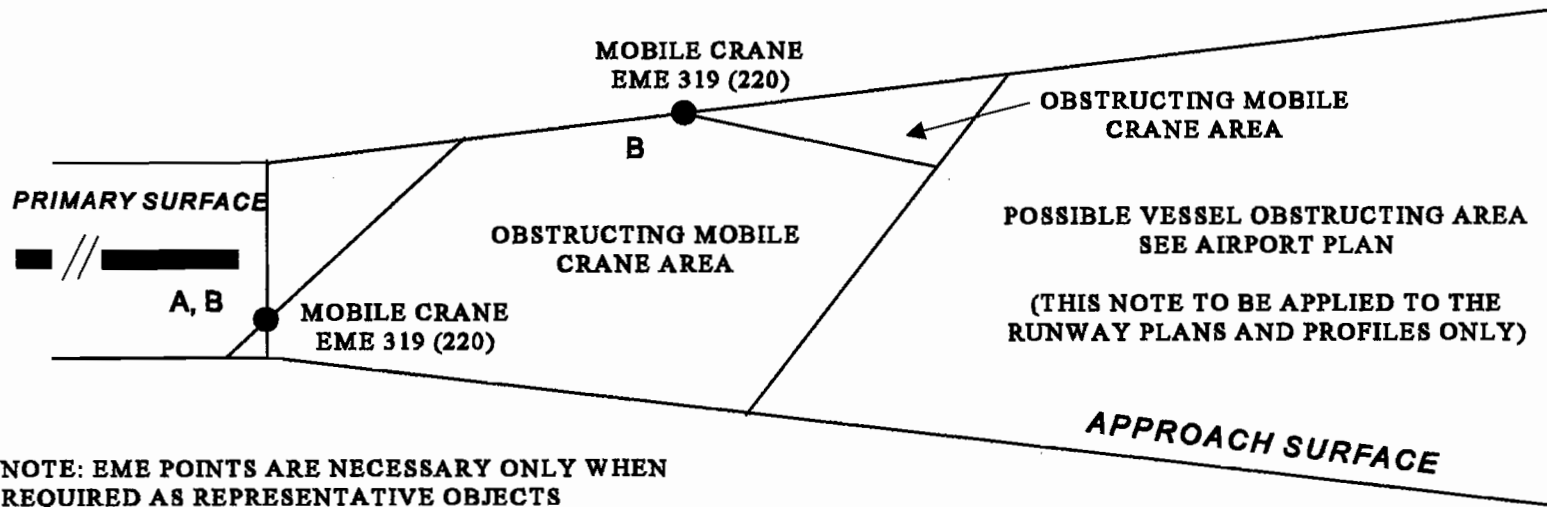 MOBILE CRANE
EME 319 (220)
B
OBSTRUCTING MOBILE
CRANE AREA
PRIMARY SURFACE
A, B
MOBILE CRANE
EME 319 (220)
OBSTRUCTING MOBILE
CRANE AREA
POSSIBLE VESSEL OBSTRUCTING AREA
SEE AIRPORT PLAN
(THIS NOTE TO BE APPLIED TO THE
RUNWAY PLANS AND PROFILES ONLY)
APPROACH SURFACE
NOTE: EME POINTS ARE NECESSARY ONLY WHEN
REQUIRED AS REPRESENTATIVE OBJECTS